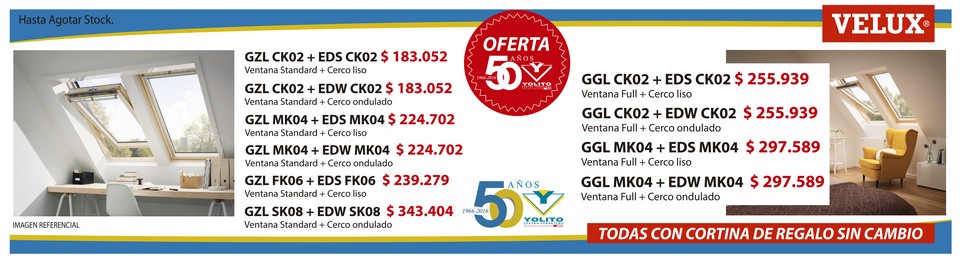 Hasta Agotar Stock.
VELUX®
GZL CK02 + EDS CK02 $ 183.052
Ventana Standard + Cerco liso
GZL CK02 + EDW CK02 $ 183.052
Ventana Standard + Cerco ondulado
GZL MK04 + EDS MK04 $ 224.702
Ventana Standard + Cerco liso
GZL MK04 + EDW MK04 $ 224.702
Ventana Standard + Cerco ondulado
GZL FK06 + EDS FK06 $ 239.279
Ventana Standard + Cerco liso
GZL SK08 + EDW SK08 $ 343.404
Ventana Standard + Cerco ondulado
IMAGEN REFERENCIAL
OFERTA
50 AÑOS
1966-2016
YOLITO
50 AÑOS
1966-2016
YOLITO
GGL CK02 + EDS CK02 $ 255.939
Ventana Full + Cerco liso
GGL CK02 + EDW CK02 $ 255.939
Ventana Full + Cerco ondulado
GGL MK04 + EDS MK04 $ 297.589
Ventana Full + Cerco liso
GGL MK04 + EDW MK04 $ 297.589
Ventana Full + Cerco ondulado
TODAS CON CORTINA DE REGALO SIN CAMBIO